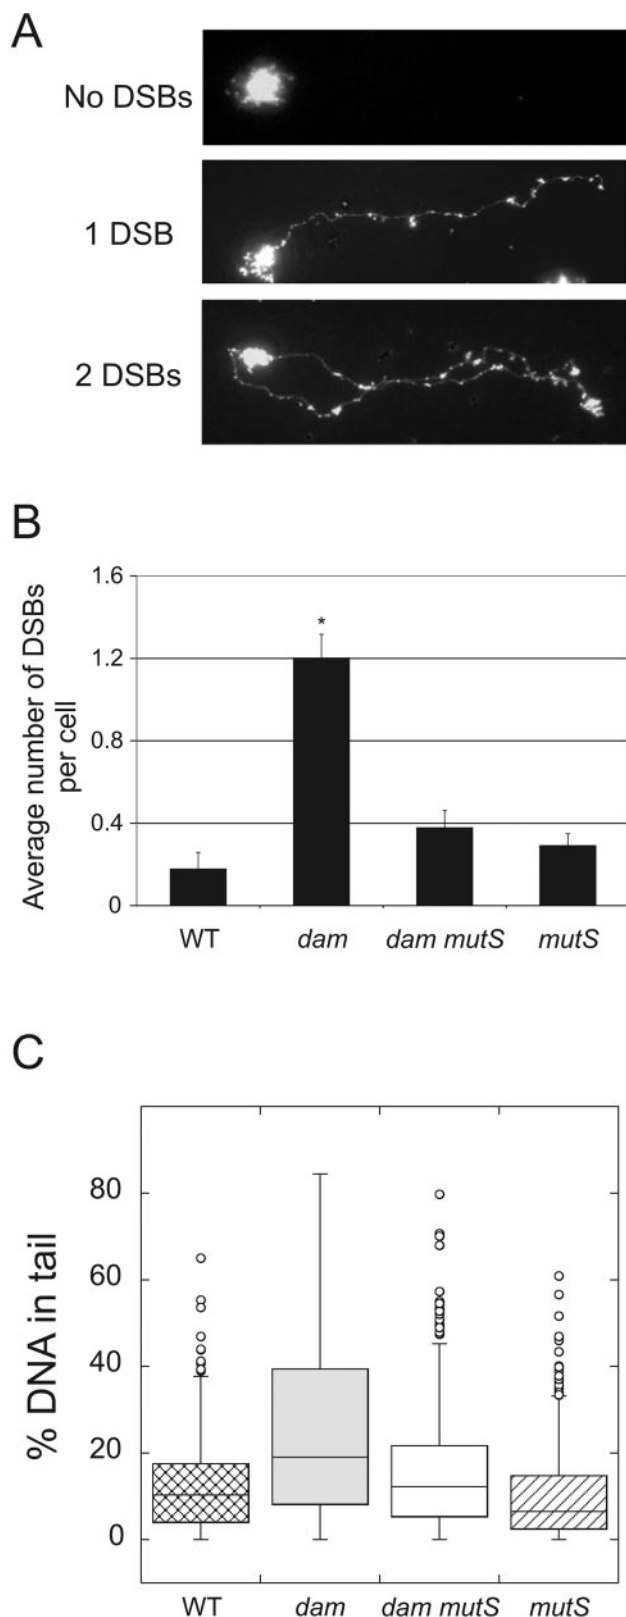 A
No DSBs
1 DSB
2 DSBs
B
Average number of DSBs
per cell
1.6
1.2
0.8
0.4
0
*
WT
dam
dam mutS
mutS
C
% DNA in tail
80
60
40
20
0
WT
dam
dam mutS
mutS